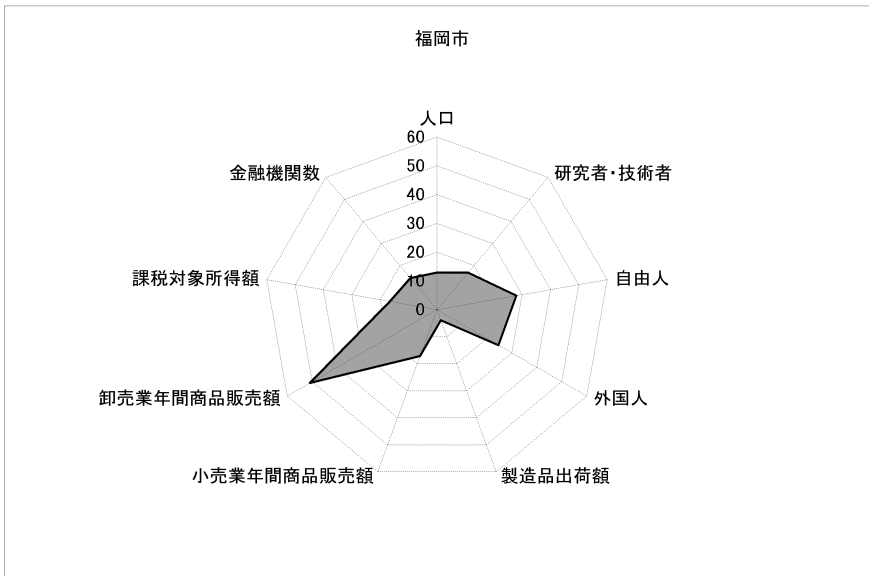 福岡市
人口
60
50
40
30
20
10
0
研究者・技術者
自由人
外国人
製造品出荷額
小売業年間商品販売額
卸売業年間商品販売額
課税対象所得額
金融機関数